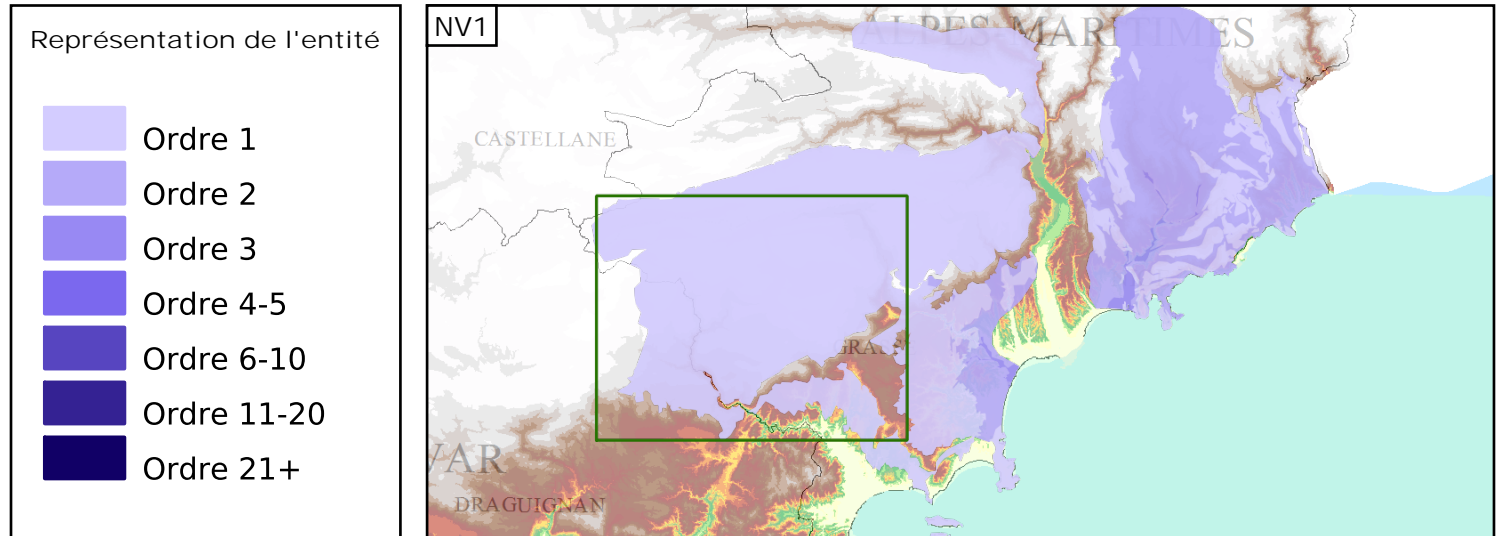 Représentation de l'entité
Ordre 1
Ordre 2
Ordre 3
Ordre 4-5
Ordre 6-10
Ordre 11-20
Ordre 21+
NV1
ALPES-MARITIMES
CASTELLANE
VAR
DRAGUIGNAN